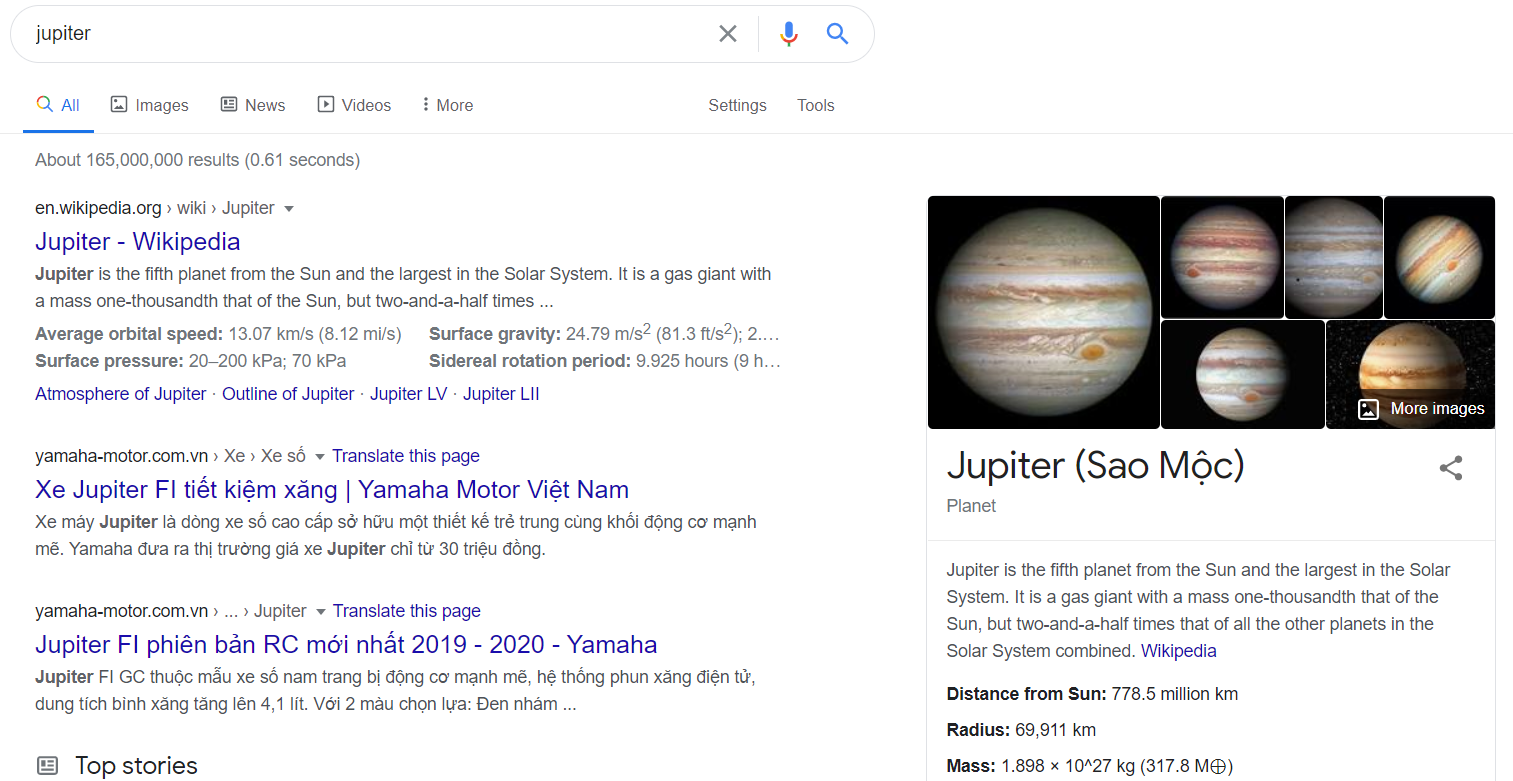 jupiter
All Images News Videos More Settings Tools
About 165,000,000 results (0.61 seconds)
en.wikipedia.org › wiki › Jupiter
Jupiter - Wikipedia
Jupiter is the fifth planet from the Sun and the largest in the Solar System. It is a gas giant with
a mass one-thousandth that of the Sun, but two-and-a-half times ...
Average orbital speed: 13.07 km/s (8.12 mi/s) Surface gravity: 24.79 m/s² (81.3 ft/s²); 2.…
Surface pressure: 20–200 kPa; 70 kPa Sidereal rotation period: 9.925 hours (9 h…
Atmosphere of Jupiter · Outline of Jupiter · Jupiter LV · Jupiter LII
yamaha-motor.com.vn › Xe › Xe số Translate this page
Xe Jupiter FI tiết kiệm xăng | Yamaha Motor Việt Nam
Xe máy Jupiter là dòng xe số cao cấp sở hữu một thiết kế trẻ trung cùng khối động cơ mạnh
mẽ. Yamaha đưa ra thị trường giá xe Jupiter chỉ từ 30 triệu đồng.
yamaha-motor.com.vn › ... › Jupiter Translate this page
Jupiter FI phiên bản RC mới nhất 2019 - 2020 - Yamaha
Jupiter FI GC thuộc mẫu xe số nam trang bị động cơ mạnh mẽ, hệ thống phun xăng điện tử,
dung tích bình xăng tăng lên 4,1 lít. Với 2 màu chọn lựa: Đen nhám ...
Top stories
More images
Jupiter (Sao Mộc)
Planet
Jupiter is the fifth planet from the Sun and the largest in the Solar
System. It is a gas giant with a mass one-thousandth that of the
Sun, but two-and-a-half times that of all the other planets in the
Solar System combined. Wikipedia
Distance from Sun: 778.5 million km
Radius: 69,911 km
Mass: 1.898 × 10^27 kg (317.8 M⊕)